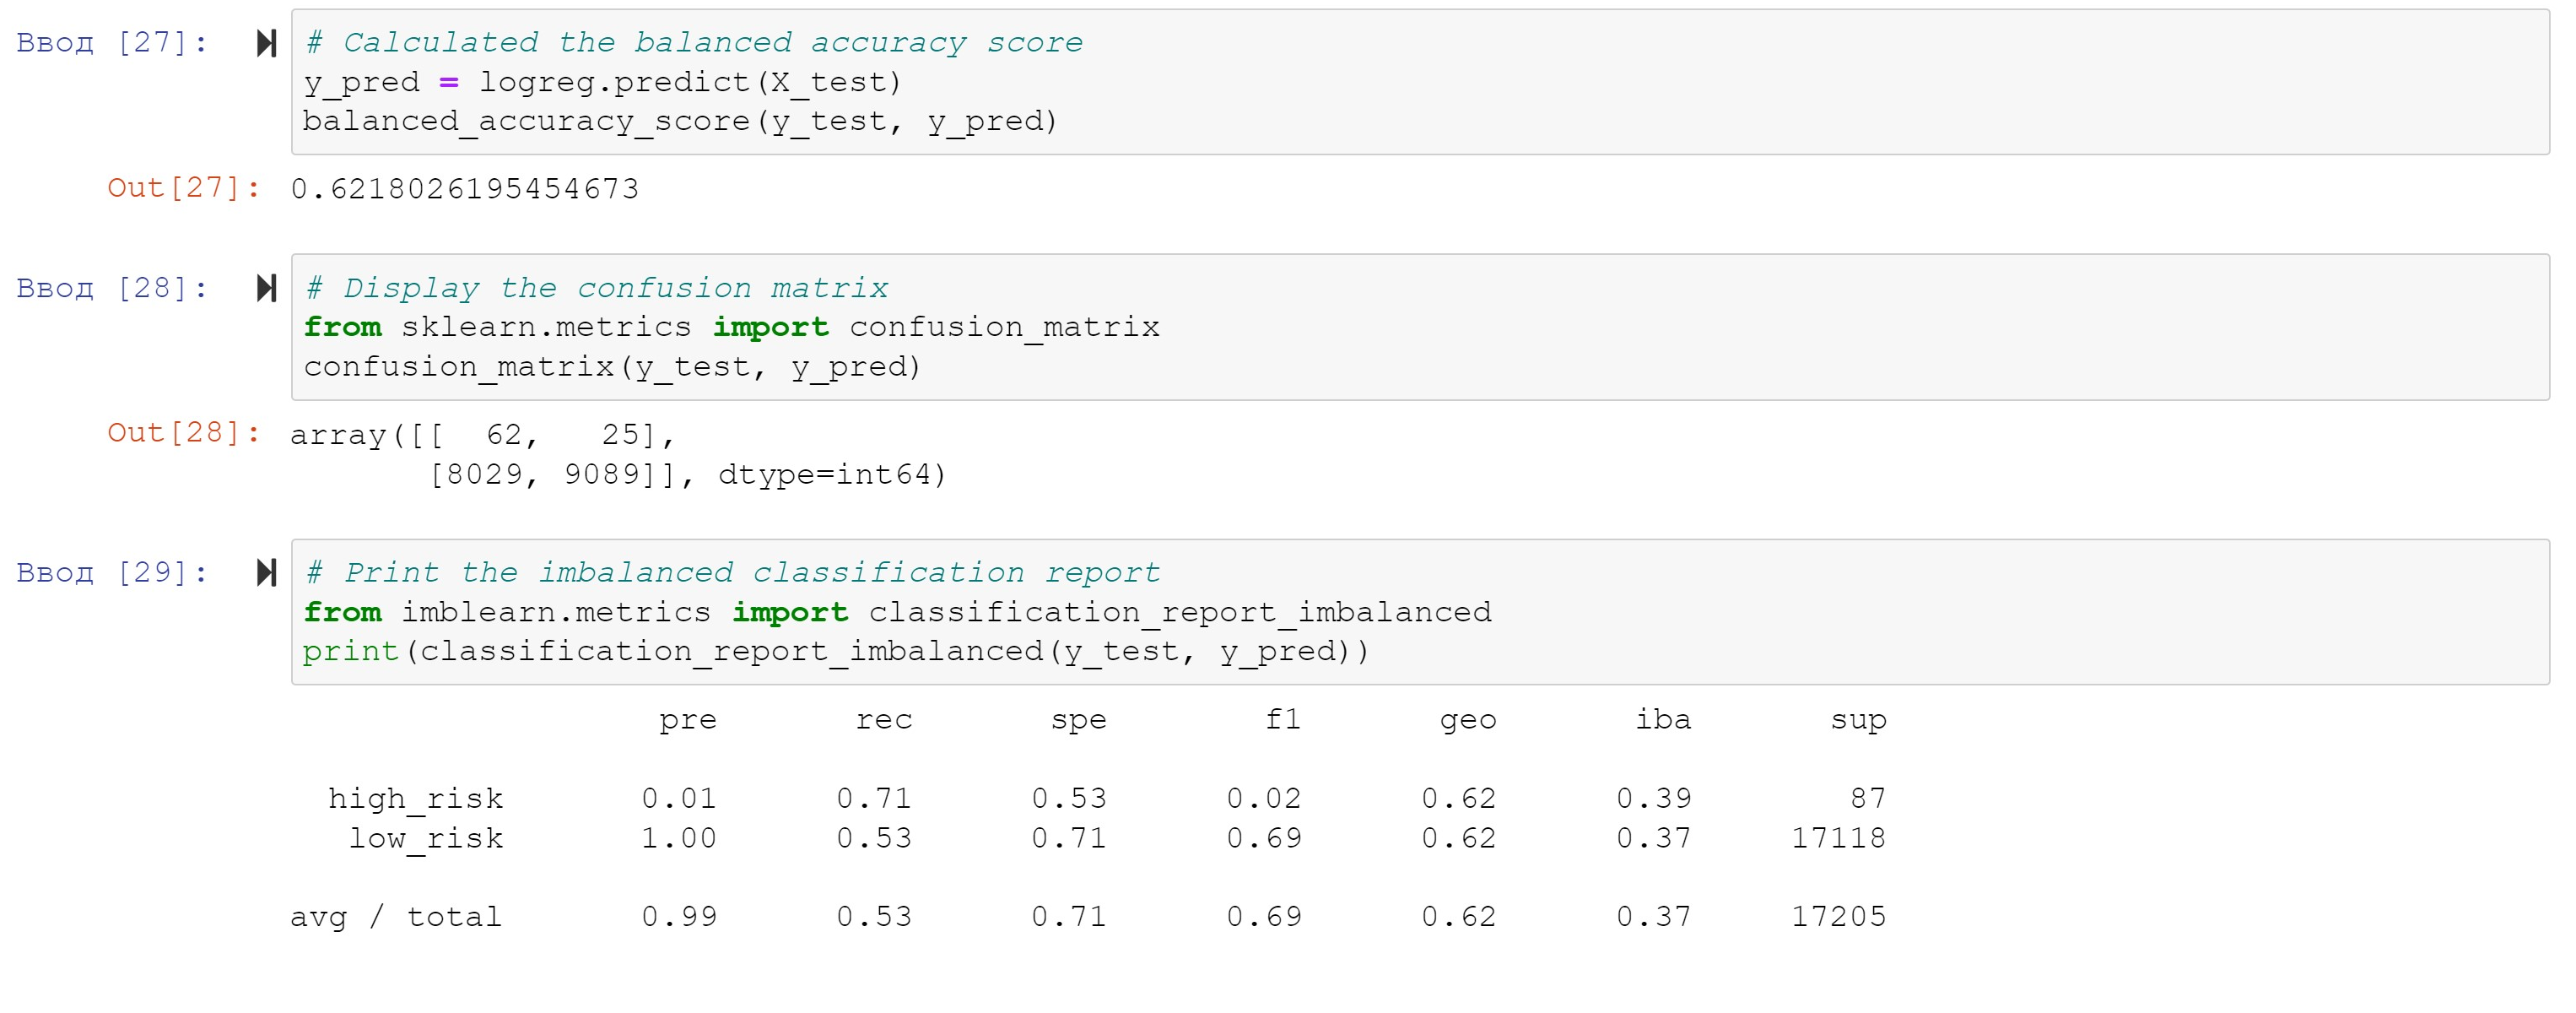 Ввод [27]: # Calculated the balanced accuracy score
y_pred = logreg.predict(X_test)
balanced_accuracy_score(y_test, y_pred)
Out[27]: 0.6218026195454673
Ввод [28]: # Display the confusion matrix
from sklearn.metrics import confusion_matrix
confusion_matrix(y_test, y_pred)
Out[28]: array([[  62,   25],
       [8029, 9089]], dtype=int64)
Ввод [29]: # Print the imbalanced classification report
from imblearn.metrics import classification_report_imbalanced
print(classification_report_imbalanced(y_test, y_pred))
pre rec spe f1 geo iba sup
high_risk 0.01 0.71 0.53 0.02 0.62 0.39 87
low_risk 1.00 0.53 0.71 0.69 0.62 0.37 17118
avg / total 0.99 0.53 0.71 0.69 0.62 0.37 17205